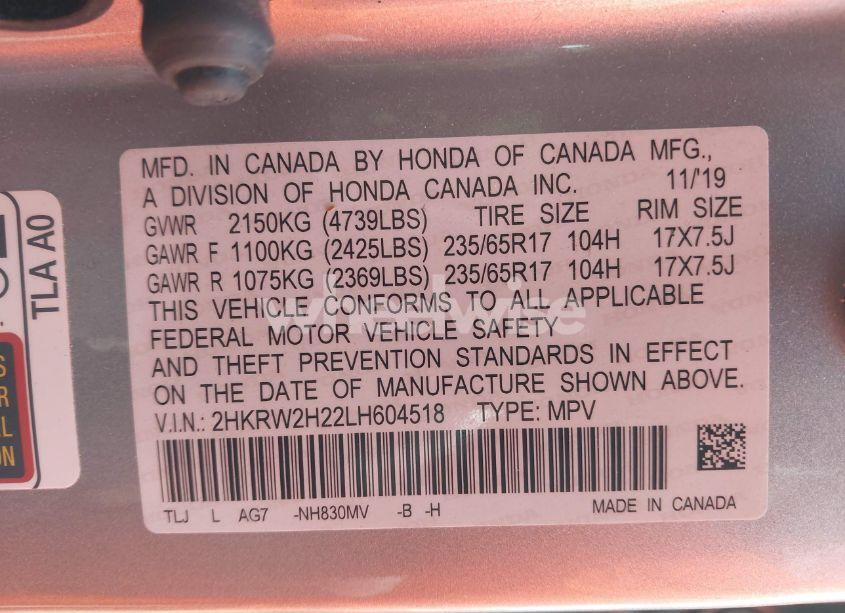 MFD. IN CANADA BY HONDA OF CANADA MFG.,
A DIVISION OF HONDA CANADA INC. 11/'19
GVWR 2150KG (4739LBS) TIRE SIZE RIM SIZE
GAWR F 1100KG (2425LBS) 235/65R17 104H 17X7.5J
GAWR R 1075KG (2369LBS) 235/65R17 104H 17X7.5J
THIS VEHICLE CONFORMS TO ALL APPLICABLE
FEDERAL MOTOR VEHICLE SAFETY
AND THEFT PREVENTION STANDARDS IN EFFECT
ON THE DATE OF MANUFACTURE SHOWN ABOVE.
V.I.N.: 2HKRW2H22LH604518 TYPE: MPV
TLJ L AG7 -NH830MV -B -H MADE IN CANADA
TLA A0